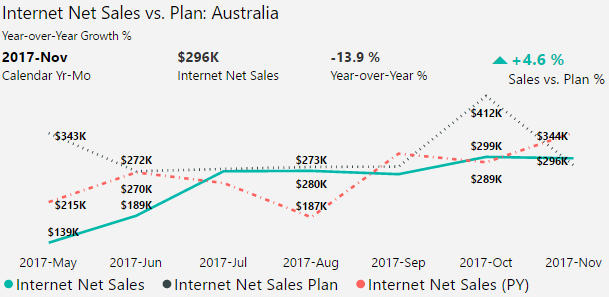 Internet Net Sales vs. Plan: Australia
Year-over-Year Growth %
2017-Nov $296K -13.9 % +4.6 %
Calendar Yr-Mo Internet Net Sales Year-over-Year % Sales vs. Plan %
$412K
$343K $344K
$299K
$272K $273K $296K
$270K $280K $289K
$215K $189K $187K
$139K
2017-May 2017-Jun 2017-Jul 2017-Aug 2017-Sep 2017-Oct 2017-Nov
Internet Net Sales Internet Net Sales Plan Internet Net Sales (PY)